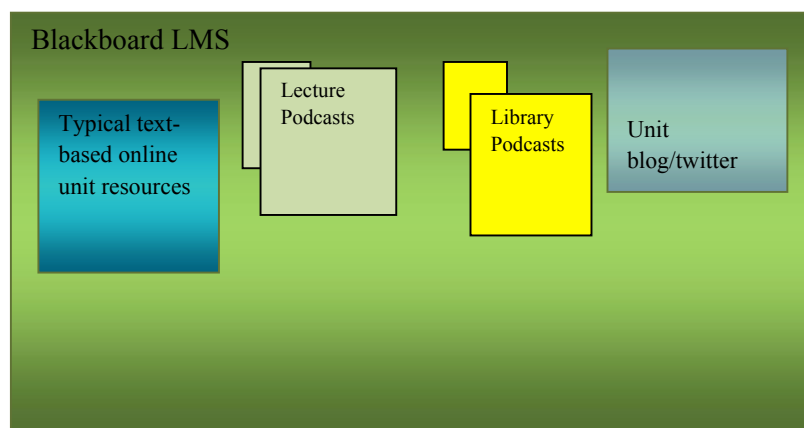 Blackboard LMS
Typical text-
based online
unit resources
Lecture
Podcasts
Library
Podcasts
Unit
blog/twitter